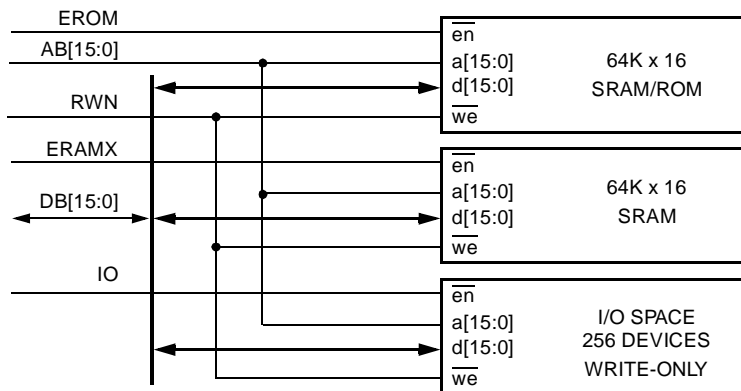 EROM
AB[15:0]
RWN
ERAMX
DB[15:0]
IO
en
a[15:0]
d[15:0]
we
64K x 16
SRAM/ROM
en
a[15:0]
d[15:0]
we
64K x 16
SRAM
en
a[15:0]
d[15:0]
we
I/O SPACE
256 DEVICES
WRITE-ONLY